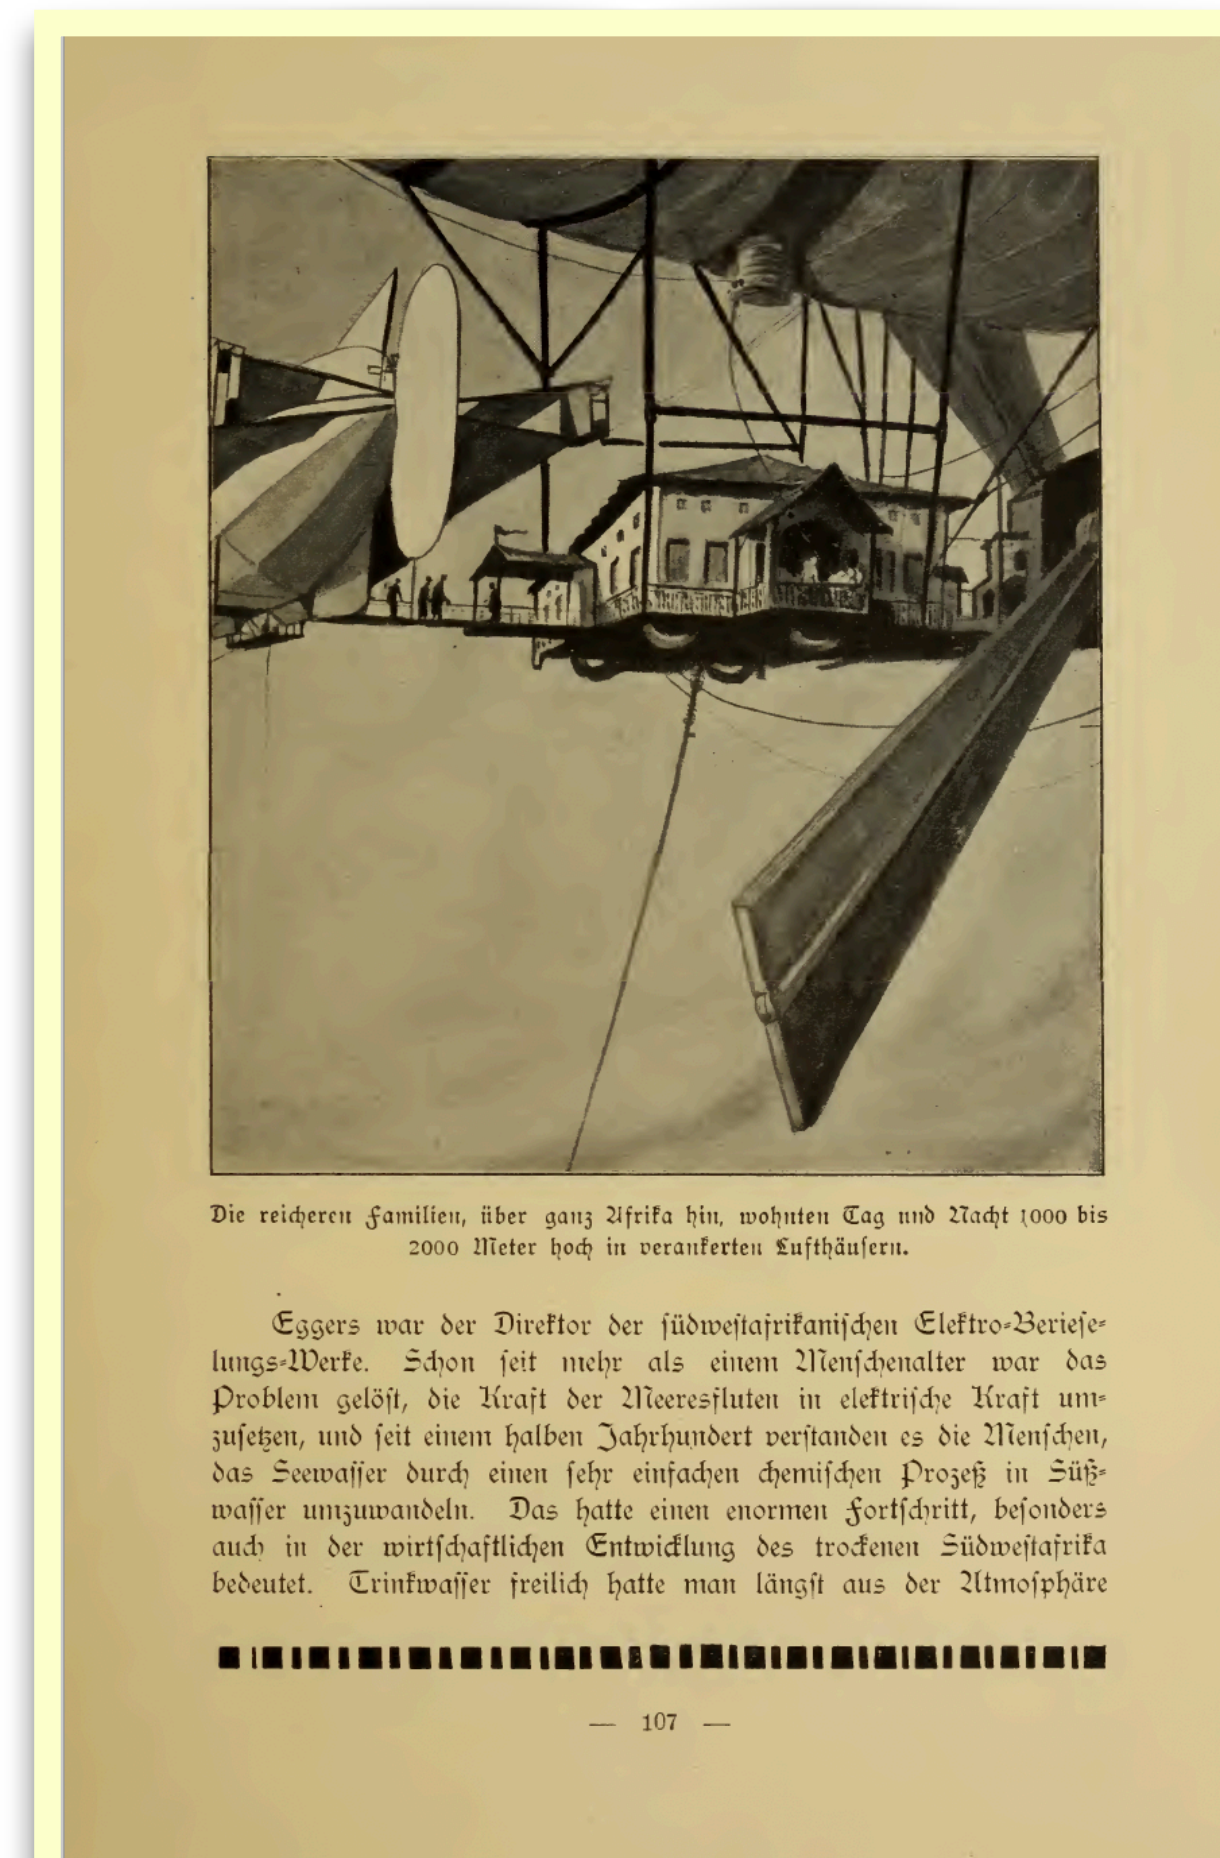 Die reicheren Familien, über ganz Afrika hin, wohnten Tag und Nacht 1000 bis
2000 Meter hoch in verankerten Lufthäusern.
Eggers war der Direktor der südwestafrikanischen Elektro-Beriese-
lungs-Werke. Schon seit mehr als einem Menschenalter war das
Problem gelöst, die Kraft der Meeresfluten in elektrische Kraft um-
zusetzen, und seit einem halben Jahrhundert verstanden es die Menschen,
das Seewasser durch einen sehr einfachen chemischen Prozeß in Süß-
wasser umzuwandeln. Das hatte einen enormen Fortschritt, besonders
auch in der wirtschaftlichen Entwicklung des trockenen Südwestafrika
bedeutet. Trinkwasser freilich hatte man längst aus der Atmosphäre
— 107 —